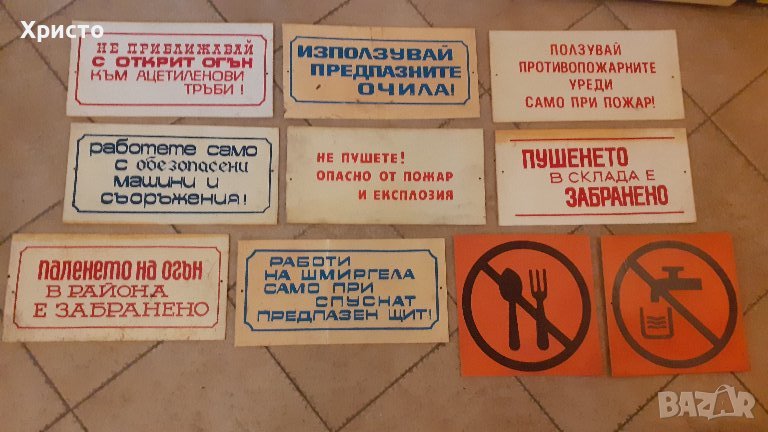 Христо
НЕ ПРИБЛИЖАВАЙ
С ОТКРИТ ОГЪН
КЪМ АЦЕТИЛЕНОВИ
ТРЪБИ!
ИЗПОЛЗУВАЙ
ПРЕДПАЗНИТЕ
ОЧИЛА!
ПОЛЗУВАЙ
ПРОТИВОПОЖАРНИТЕ
УРЕДИ
САМО ПРИ ПОЖАР!
работете само
с обезопасени
машини и
съоръжения!
НЕ ПУШЕТЕ!
ОПАСНО ОТ ПОЖАР
И ЕКСПЛОЗИЯ
ПУШЕНЕТО
В СКЛАДА Е
ЗАБРАНЕНО
ПАЛЕНЕТО НА ОГЪН
В РАЙОНА
Е ЗАБРАНЕНО
РАБОТИ
НА ШМИРГЕЛА
САМО ПРИ
СПУСНАТ
ПРЕДПАЗЕН ЩИТ!
BAZAR